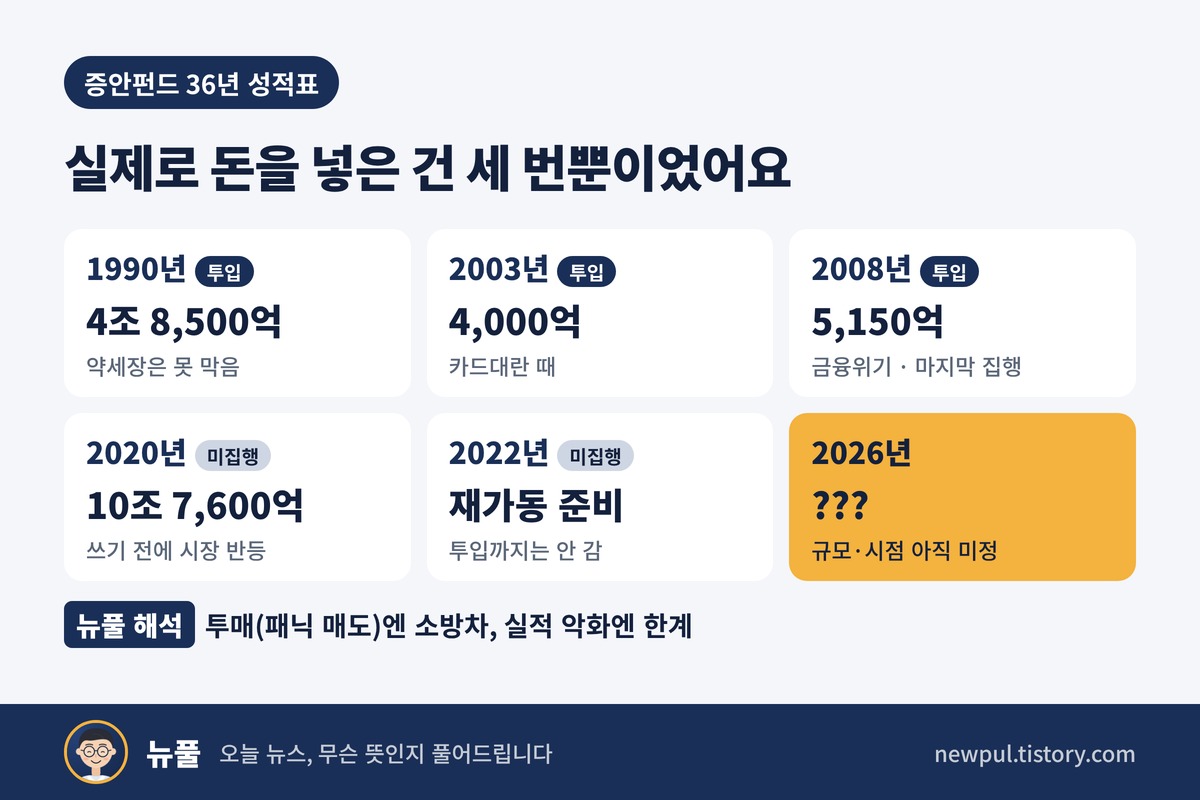 증안펀드 36년 성적표
실제로 돈을 넣은 건 세 번뿐이었어요
1990년 투입
4조 8,500억
약세장은 못 막음
2003년 투입
4,000억
카드대란 때
2008년 투입
5,150억
금융위기 · 마지막 집행
2020년 미집행
10조 7,600억
쓰기 전에 시장 반등
2022년 미집행
재가동 준비
투입까지는 안 감
2026년
???
규모·시점 아직 미정
뉴풀 해석 투매(패닉 매도)엔 소방차, 실적 악화엔 한계
뉴풀 오늘 뉴스, 무슨 뜻인지 풀어드립니다
newpul.tistory.com